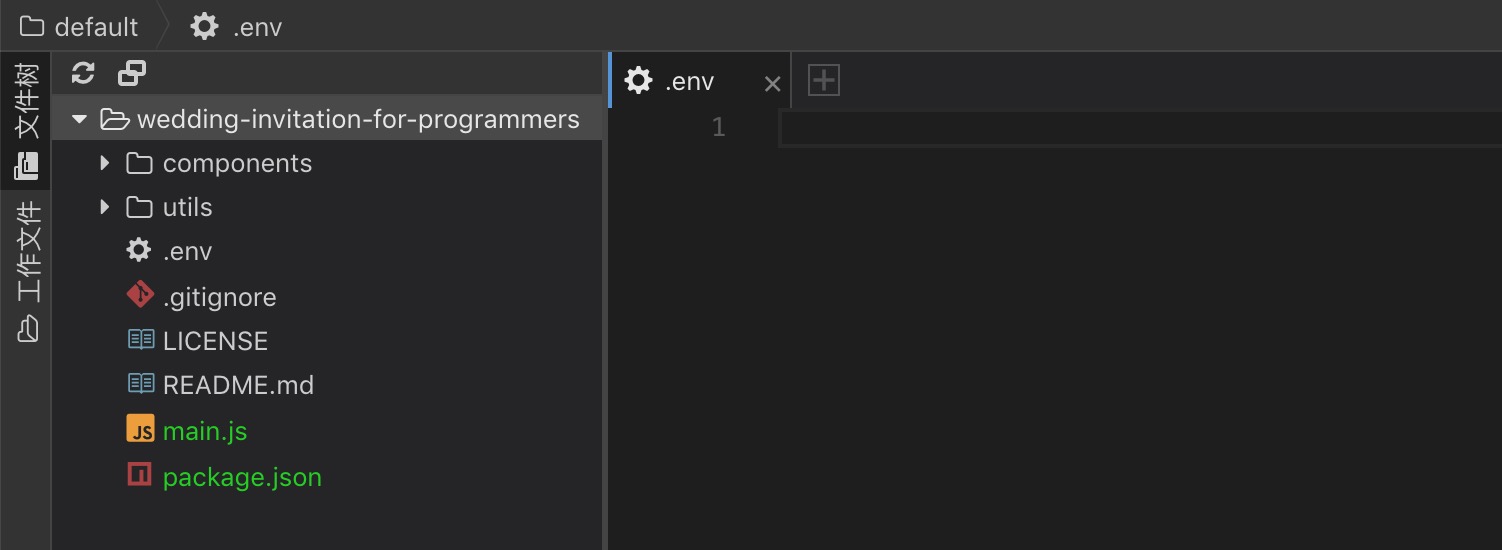 default .env
文件树
工作文件
wedding-invitation-for-programmers
components
utils
.env
.gitignore
LICENSE
README.md
JS main.js
package.json
.env
1